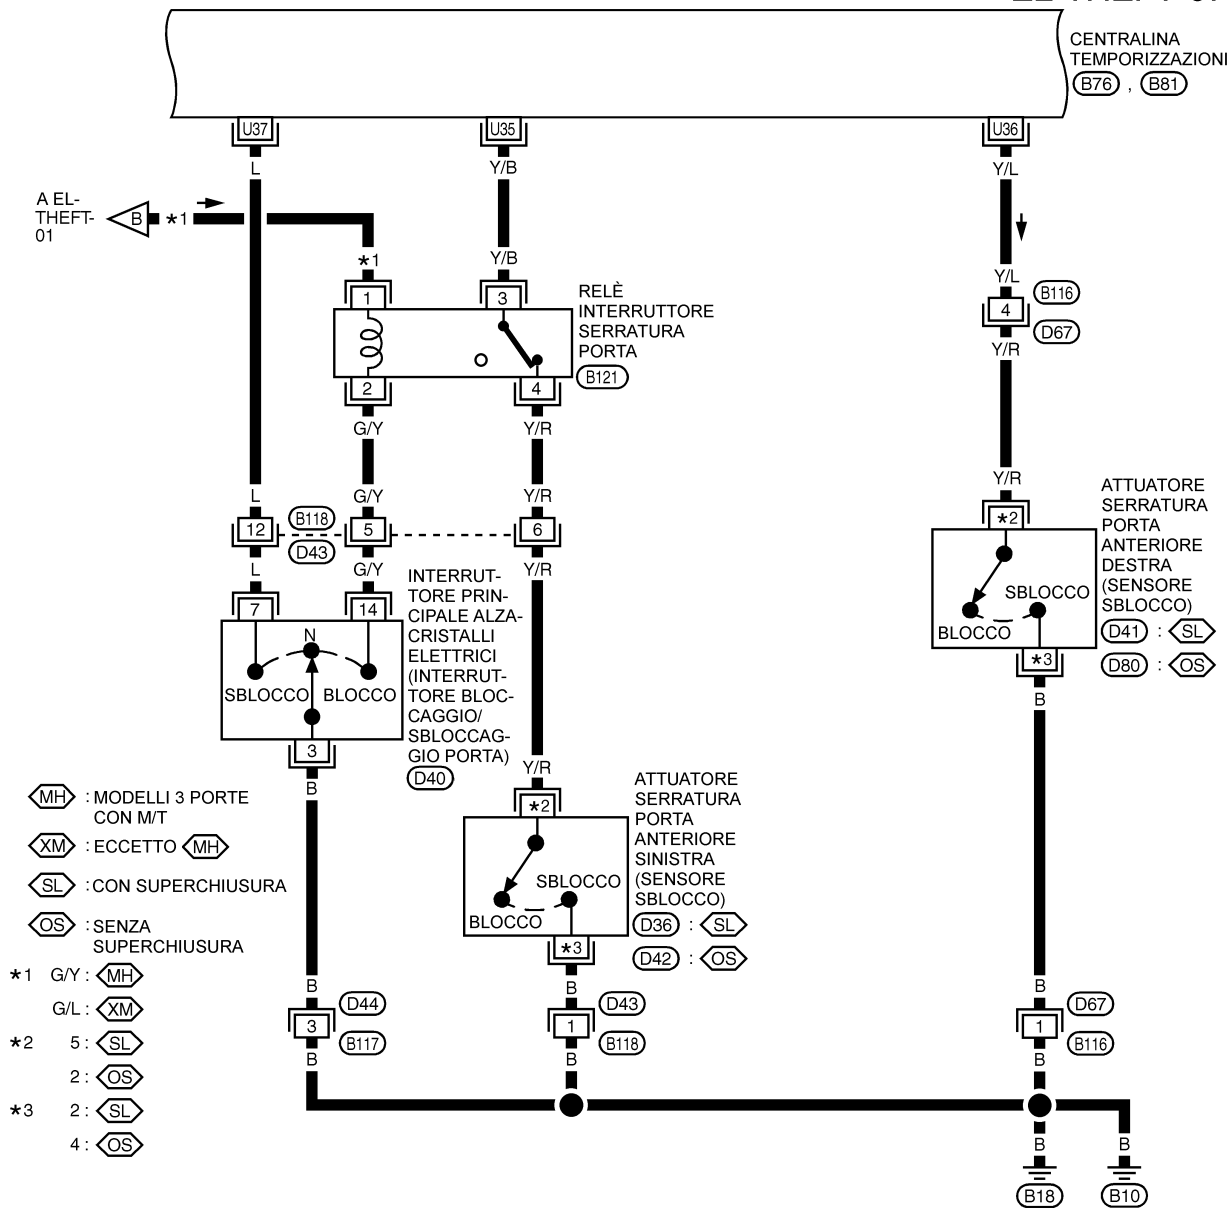 CENTRALINA
TEMPORIZZAZIONI
B76 , B81
U37
U35
U36
L
Y/B
Y/L
A EL-
THEFT-
01
B
*1
*1
Y/B
Y/L
1
3
RELÈ
INTERRUTTORE
SERRATURA
PORTA
B121
4
B116
D67
2
4
G/Y
Y/R
Y/R
L
G/Y
Y/R
Y/R
12
B118
D43
5
6
L
G/Y
Y/R
7
14
N
SBLOCCO
BLOCCO
3
INTERRUT-
TORE PRIN-
CIPALE ALZA-
CRISTALLI
ELETTRICI
(INTERRUT-
TORE BLOC-
CAGGIO/
SBLOCCAG-
GIO PORTA)
D40
*2
SBLOCCO
BLOCCO
*3
ATTUATORE
SERRATURA
PORTA
ANTERIORE
DESTRA
(SENSORE
SBLOCCO)
D41 : SL
D80 : OS
B
B
Y/R
*2
SBLOCCO
BLOCCO
*3
ATTUATORE
SERRATURA
PORTA
ANTERIORE
SINISTRA
(SENSORE
SBLOCCO)
D36 : SL
D42 : OS
MH : MODELLI 3 PORTE
CON M/T
XM : ECCETTO MH
SL : CON SUPERCHIUSURA
OS : SENZA
SUPERCHIUSURA
*1 G/Y : MH
G/L : XM
*2 5 : SL
2 : OS
*3 2 : SL
4 : OS
B
B
B
3
D44
B117
1
D43
B118
1
D67
B116
B
B
B
B
B
B18
B10